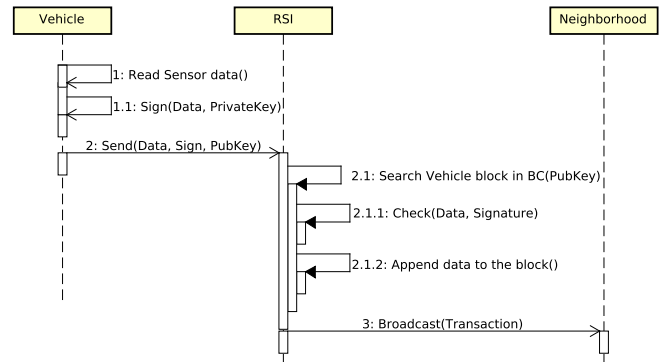 Vehicle
RSI
Neighborhood
1: Read Sensor data()
1.1: Sign(Data, PrivateKey)
2: Send(Data, Sign, PubKey)
2.1: Search Vehicle block in BC(PubKey)
2.1.1: Check(Data, Signature)
2.1.2: Append data to the block()
3: Broadcast(Transaction)